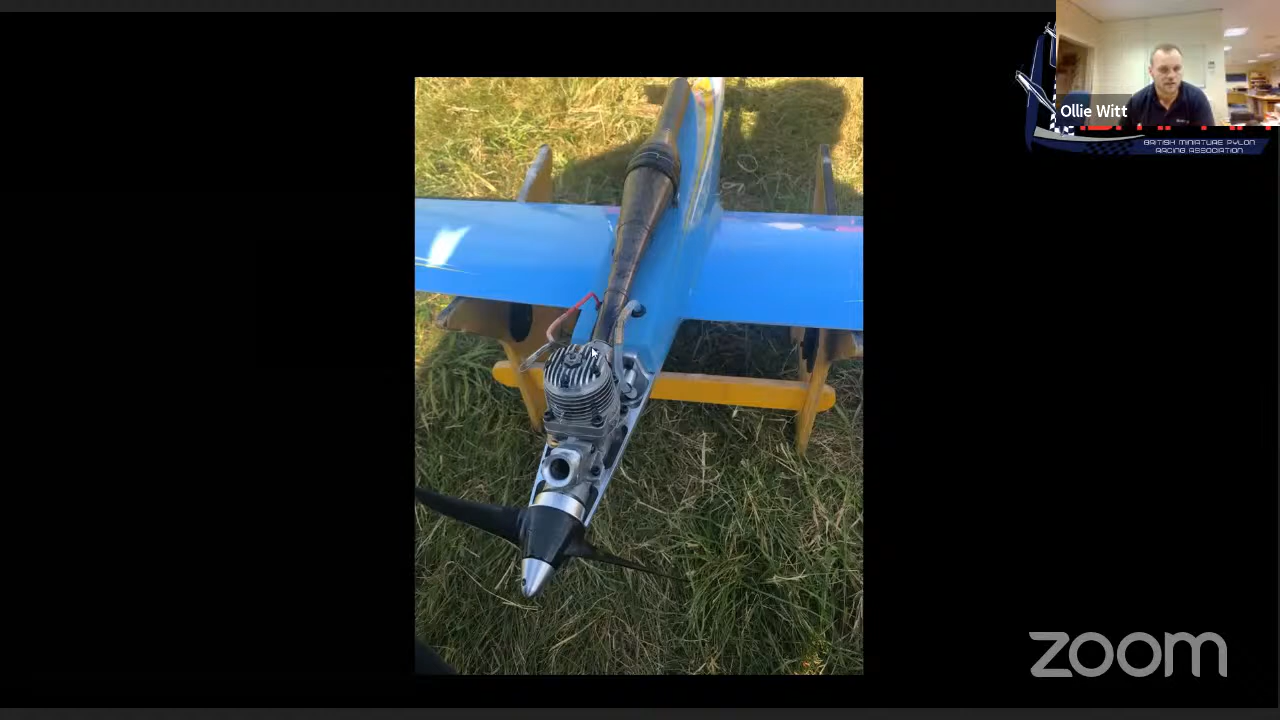 Ollie Witt
BRITISH MINIATURE PYLON
RACING ASSOCIATION
zoom